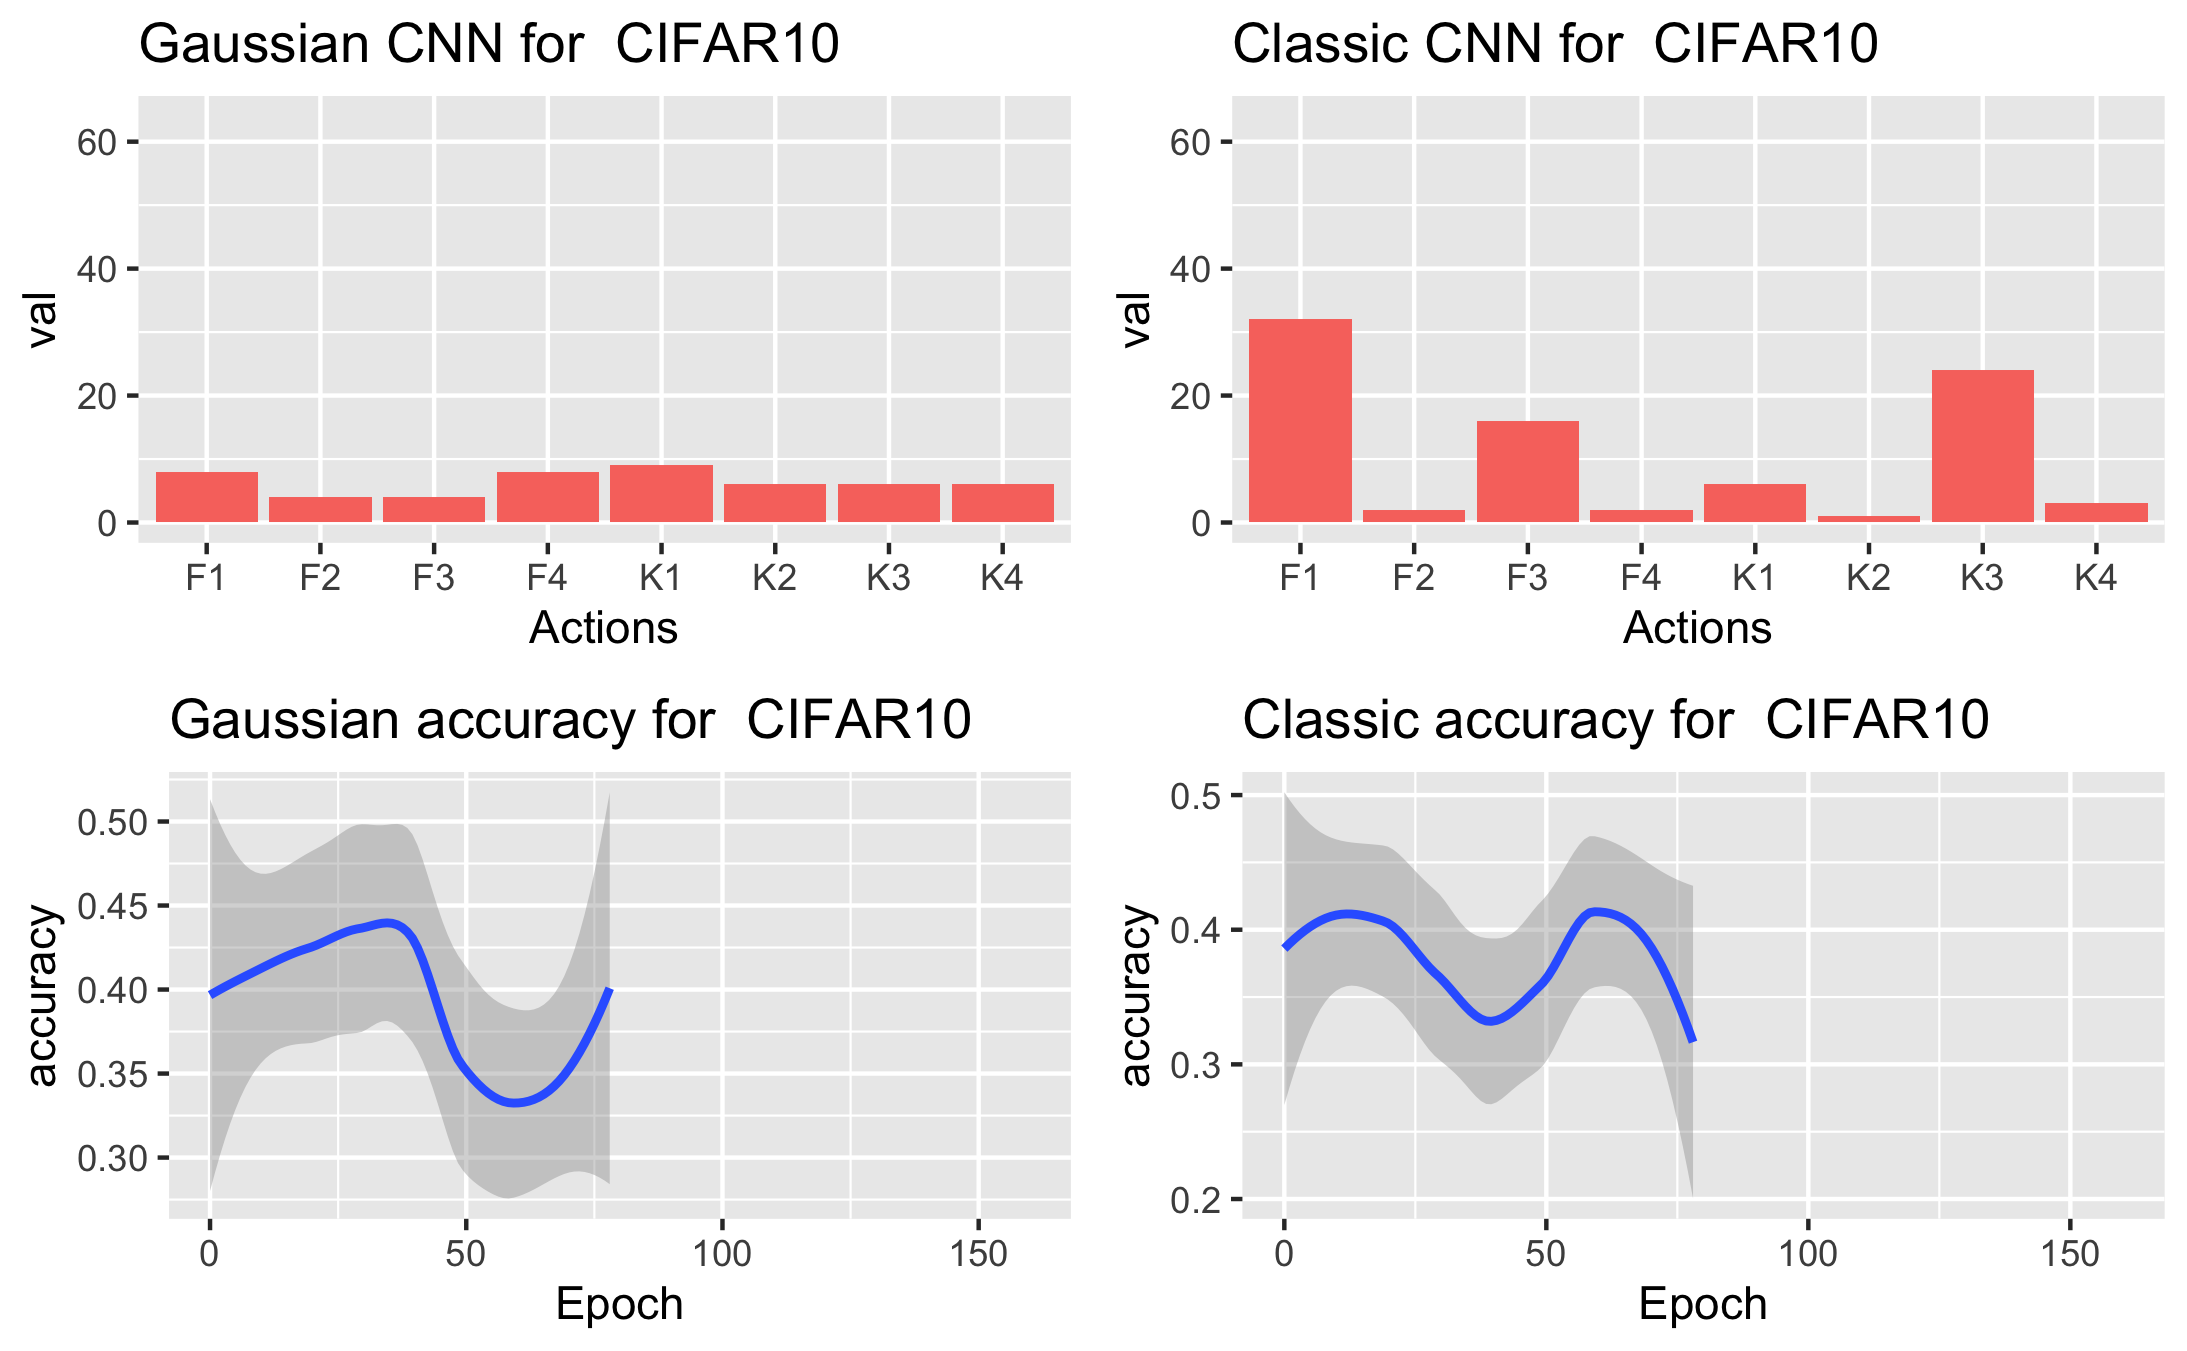 Gaussian CNN for  CIFAR10
60
40
20
0
val
F1 F2 F3 F4 K1 K2 K3 K4
Actions
Classic CNN for  CIFAR10
60
40
20
0
val
F1 F2 F3 F4 K1 K2 K3 K4
Actions
Gaussian accuracy for  CIFAR10
0.50
0.45
0.40
0.35
0.30
accuracy
0 50 100 150
Epoch
Classic accuracy for  CIFAR10
0.5
0.4
0.3
0.2
accuracy
0 50 100 150
Epoch